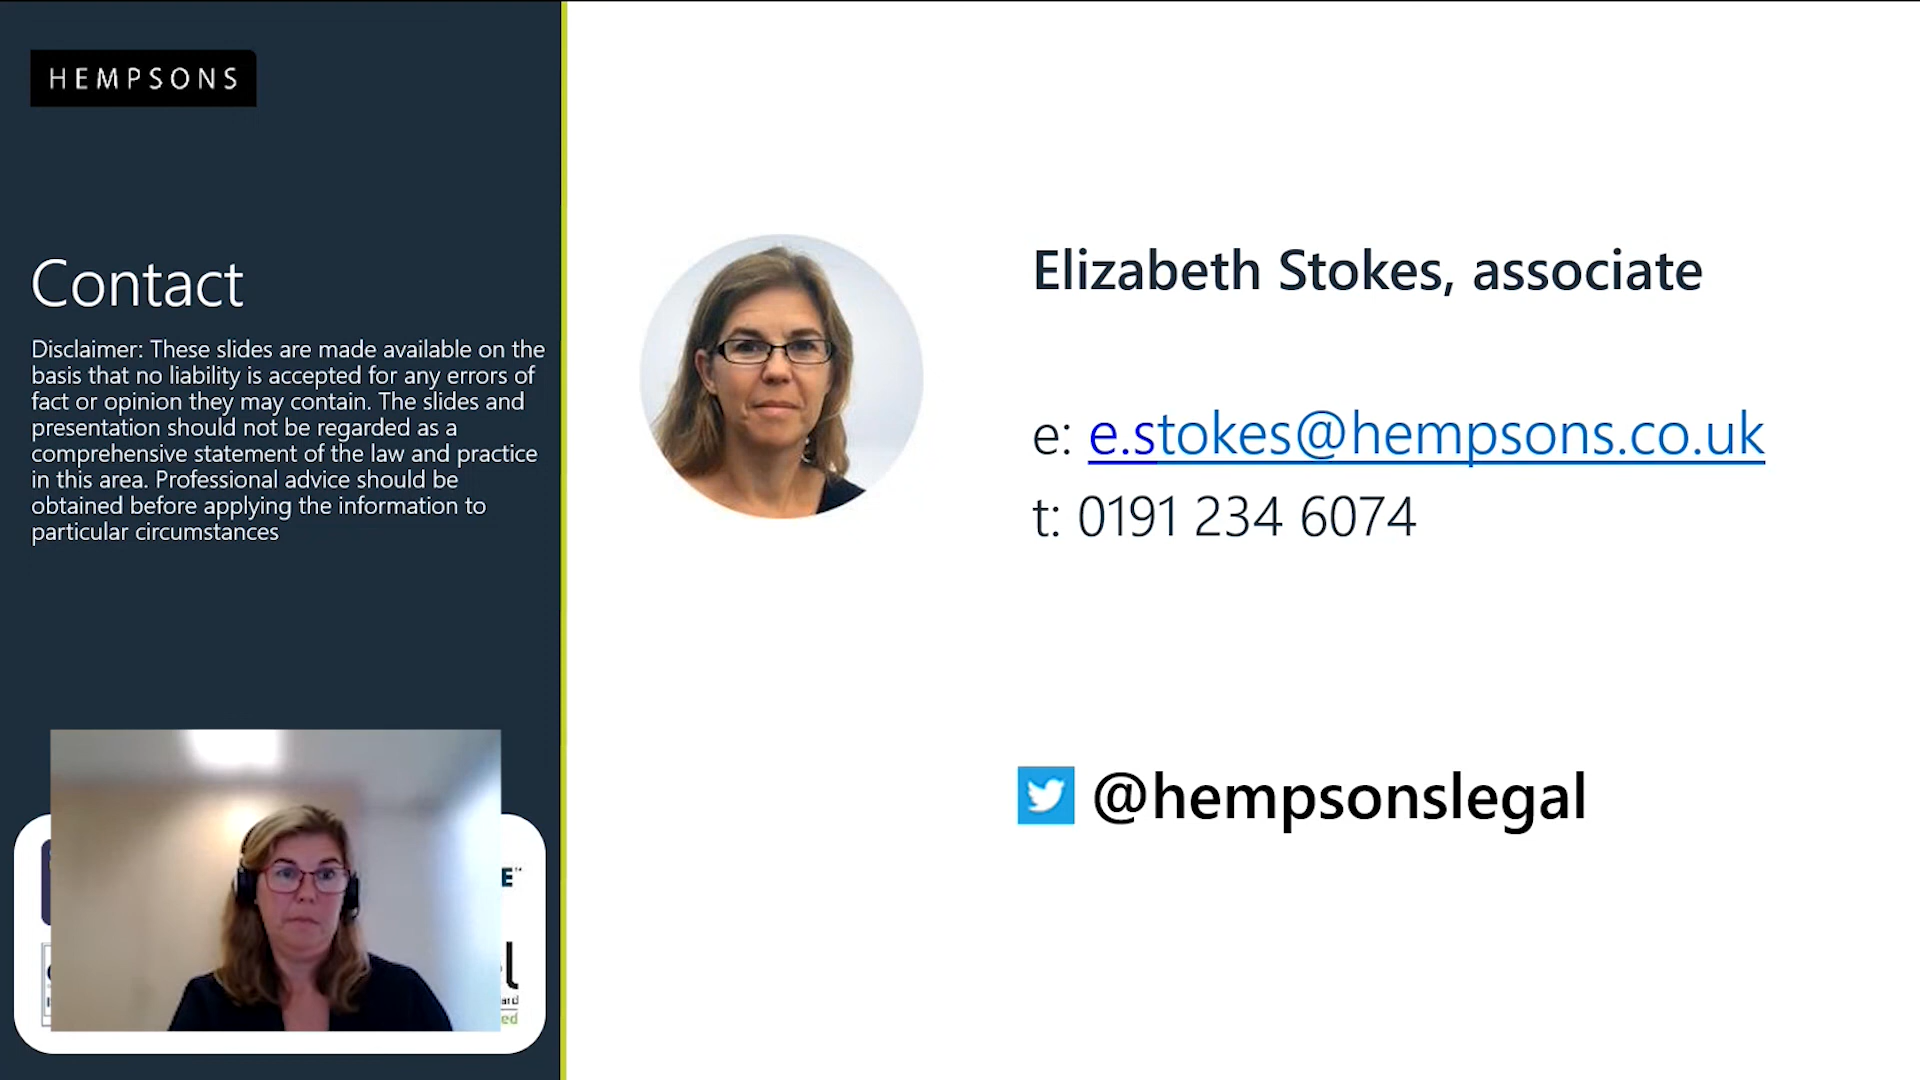 HEMPSONS
Contact
Disclaimer: These slides are made available on the
basis that no liability is accepted for any errors of
fact or opinion they may contain. The slides and
presentation should not be regarded as a
comprehensive statement of the law and practice
in this area. Professional advice should be
obtained before applying the information to
particular circumstances
Elizabeth Stokes, associate
e: e.stokes@hempsons.co.uk
t: 0191 234 6074
@hempsonslegal